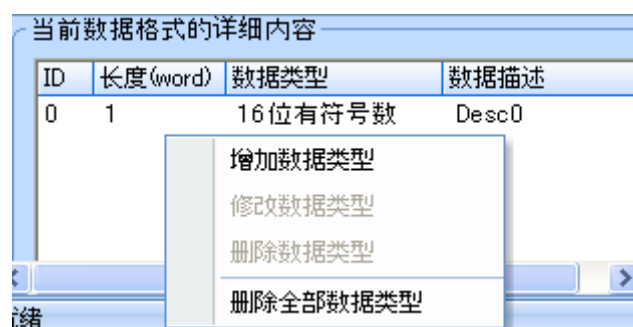 当前数据格式的详细内容
ID 长度(word) 数据类型 数据描述
0 1 16位有符号数 Desc0
增加数据类型
修改数据类型
删除数据类型
删除全部数据类型
就绪